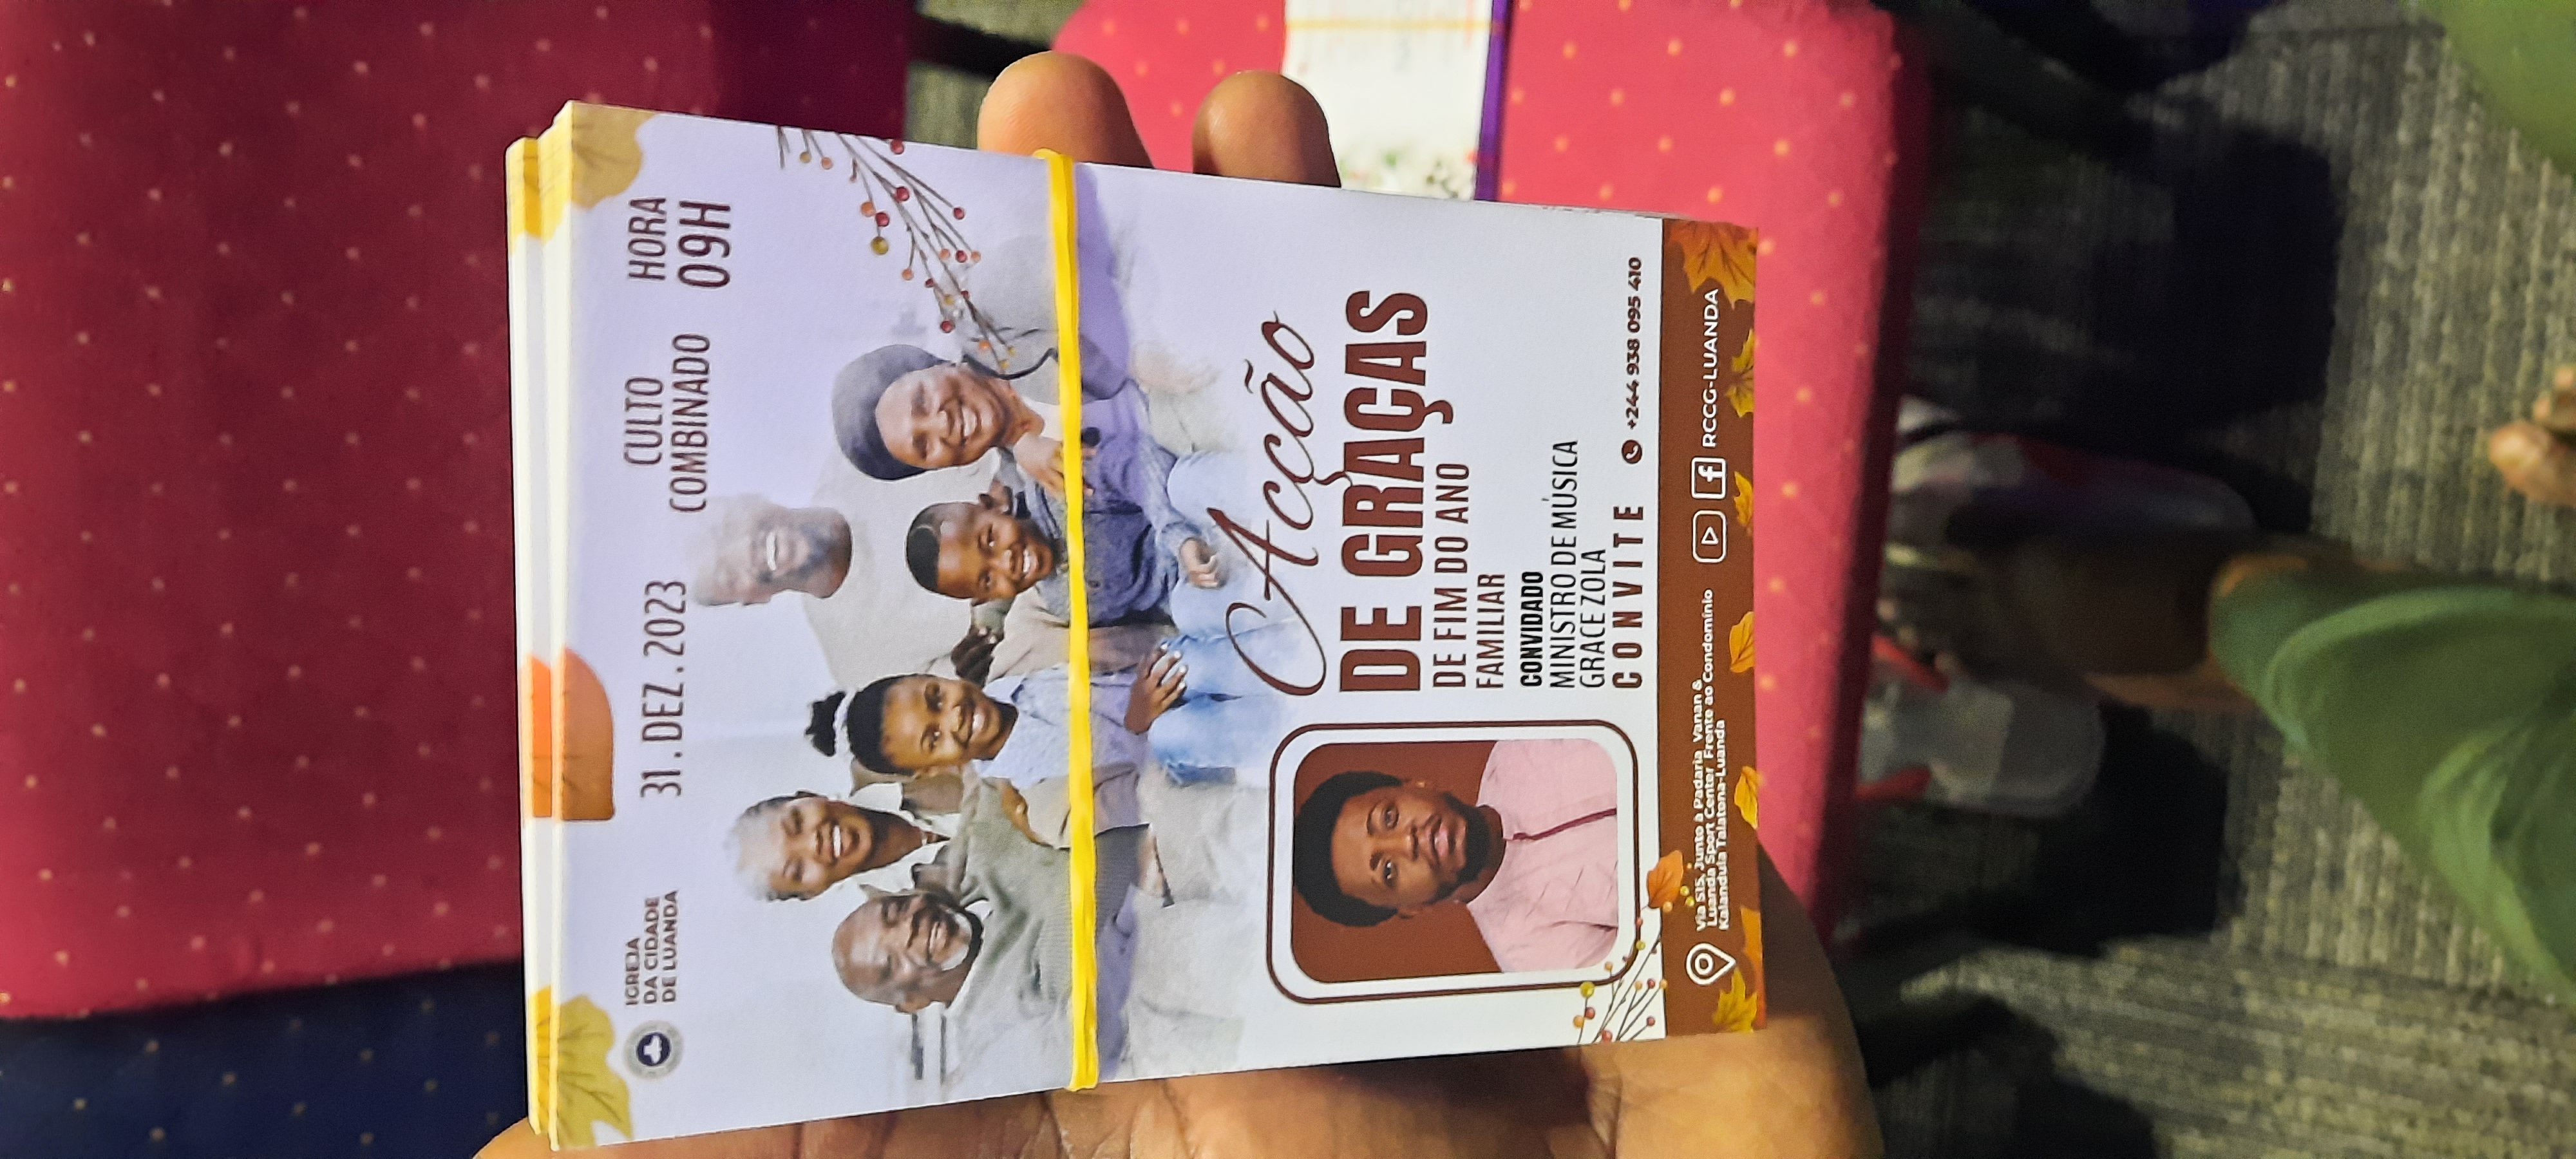 IGREJA
DA CIDADE
DE LUANDA
31.DEZ.2023
CULTO
COMBINADO
HORA
09H
Acção
DE GRAÇAS
DE FIM DO ANO
FAMILIAR
CONVIDADO
MINISTRO DE MÚSICA
GRACE ZOLA
CONVITE
+244 938 095 410
Via S15, Junto à Padaria Vanan &
Luanda Sport Center Frente ao Condomínio
Kalandula Talatona-Luanda
RCCG-LUANDA